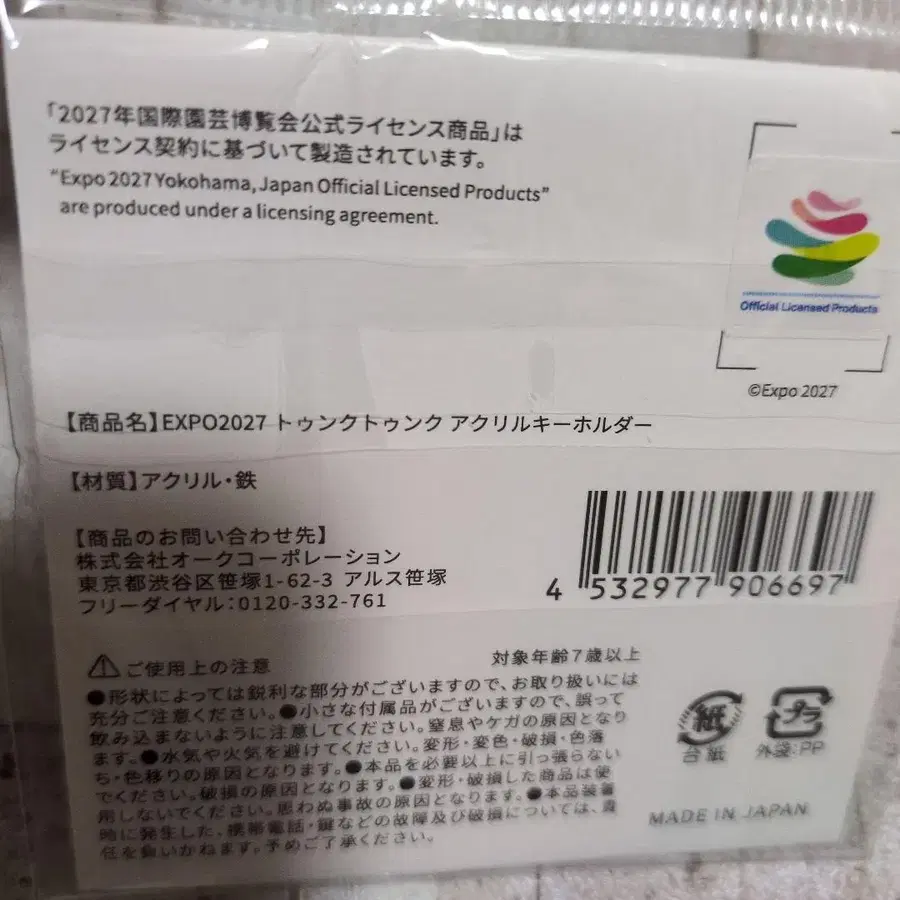 「2027年国際園芸博覧会公式ライセンス商品」は
ライセンス契約に基づいて製造されています。
“Expo 2027 Yokohama, Japan Official Licensed Products”
are produced under a licensing agreement.
Official Licensed Products
©Expo 2027
【商品名】EXPO2027 トゥンクトゥンク アクリルキーホルダー
【材質】アクリル・鉄
【商品のお問い合わせ先】
株式会社オークコーポレーション
東京都渋谷区笹塚1-62-3 アルス笹塚
フリーダイヤル:0120-332-761
4 532977 906697
対象年齢7歳以上
ご使用上の注意
●形状によっては鋭利な部分がございますので、お取り扱いには
充分ご注意ください。●小さな付属品がございますので、誤って
飲み込まないように注意してください。窒息やケガの原因となり
ます。●水気や火気を避けてください。変形・変色・破損・色落
ち・色移りの原因となります。●本品を必要以上に引っ張らない
でください。破損の原因となります。●変形・破損した商品は使
用しないでください。思わぬ事故の原因となります。●本品装着
時に発生した、携帯電話・鍵などの故障及び破損については、責
任を負いかねます。予めご了承ください。
紙
台紙
プラ
外袋:PP
MADE IN JAPAN